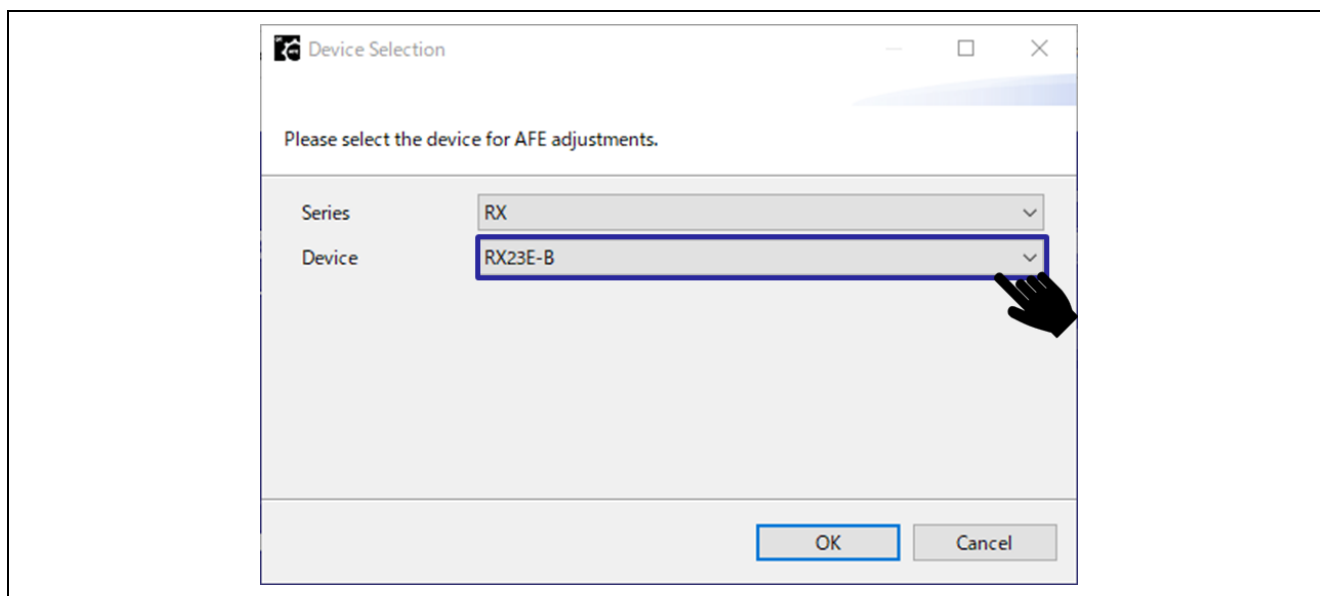 Device Selection
Please select the device for AFE adjustments.
Series RX
Device RX23E-B
OK Cancel